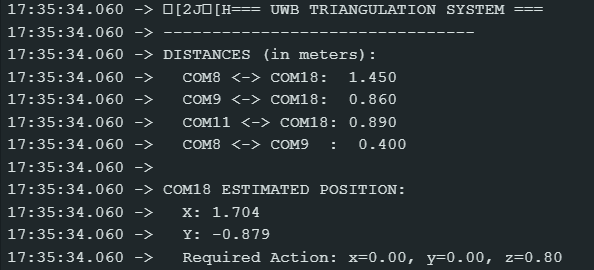 17:35:34.060 -> □[2J□[H=== UWB TRIANGULATION SYSTEM ===
17:35:34.060 -> --------------------------------
17:35:34.060 -> DISTANCES (in meters):
17:35:34.060 ->   COM8 <-> COM18:  1.450
17:35:34.060 ->   COM9 <-> COM18:  0.860
17:35:34.060 ->   COM11 <-> COM18: 0.890
17:35:34.060 ->   COM8 <-> COM9  :  0.400
17:35:34.060 ->
17:35:34.060 -> COM18 ESTIMATED POSITION:
17:35:34.060 ->   X: 1.704
17:35:34.060 ->   Y: -0.879
17:35:34.060 ->   Required Action: x=0.00, y=0.00, z=0.80